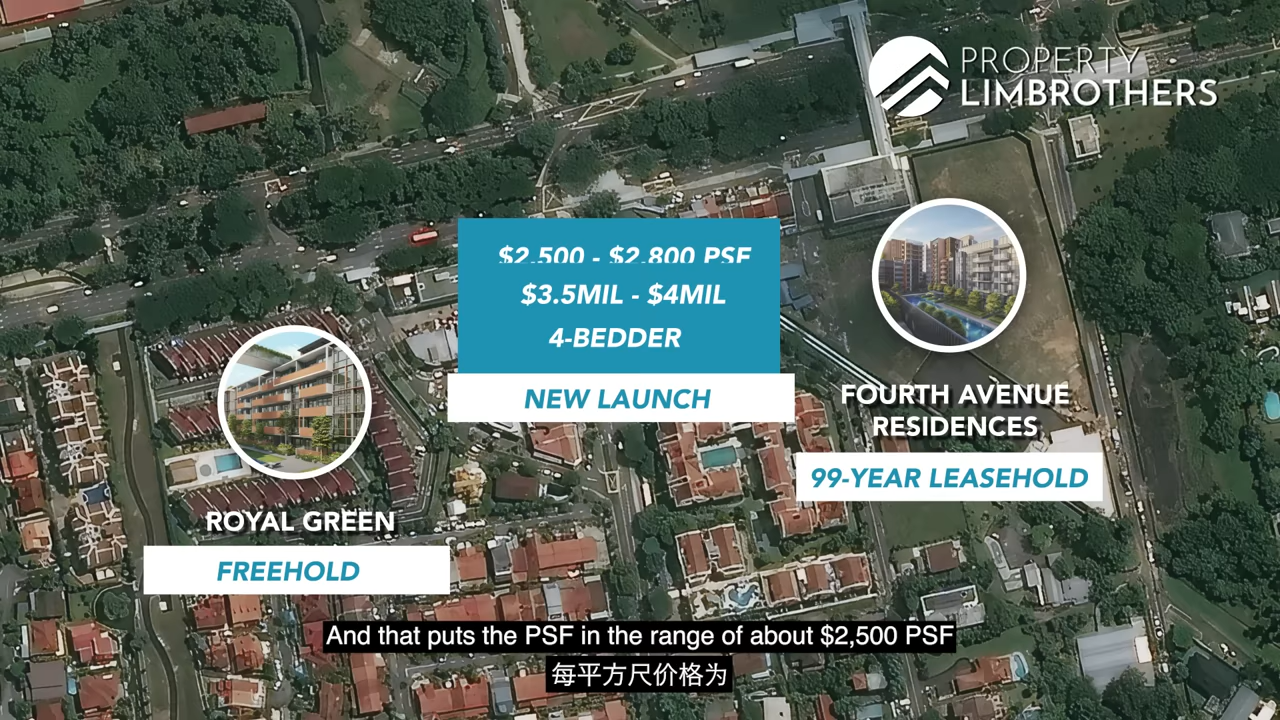 PROPERTY
LIMBROTHERS
$2,500 - $2,800 PSF
$3.5MIL - $4MIL
4-BEDDER
NEW LAUNCH
FOURTH AVENUE
RESIDENCES
99-YEAR LEASEHOLD
ROYAL GREEN
FREEHOLD
And that puts the PSF in the range of about $2,500 PSF
每平方尺价格为